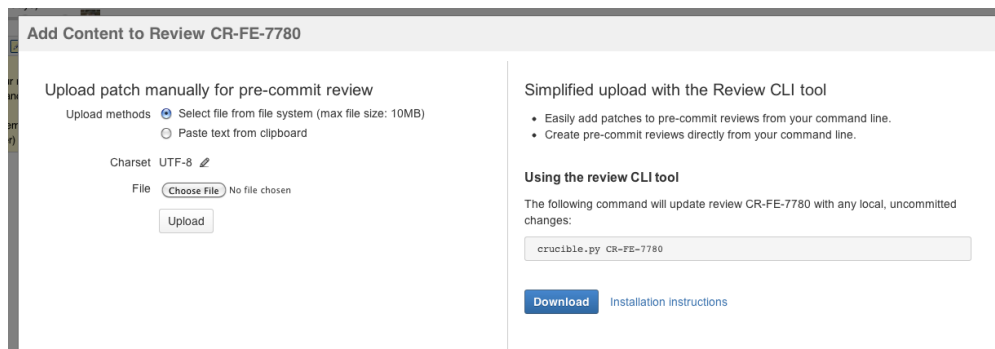 Add Content to Review CR-FE-7780
Upload patch manually for pre-commit review
Upload methods
Select file from file system (max file size: 10MB)
Paste text from clipboard
Charset UTF-8
File Choose File No file chosen
Upload
Simplified upload with the Review CLI tool
• Easily add patches to pre-commit reviews from your command line.
• Create pre-commit reviews directly from your command line.
Using the review CLI tool
The following command will update review CR-FE-7780 with any local, uncommitted
changes:
crucible.py CR-FE-7780
Download Installation instructions